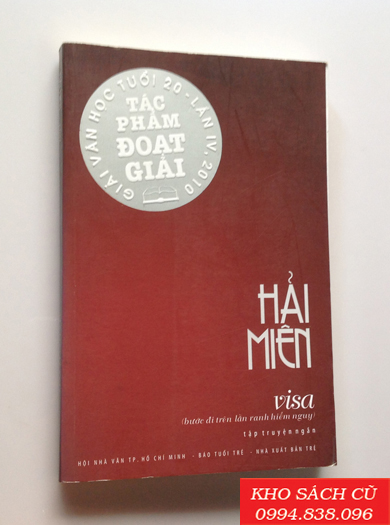 GIẢI VĂN HỌC TUỔI 20 - LẦN IV, 2010
TÁC
PHẨM
ĐOẠT
GIẢI
HẢI
MIÊN
visa
(bước đi trên lằn ranh hiểm nguy)
tập truyện ngắn
HỘI NHÀ VĂN TP. HỒ CHÍ MINH - BÁO TUỔI TRẺ - NHÀ XUẤT BẢN TRẺ
KHO SÁCH CŨ
0994.838.096